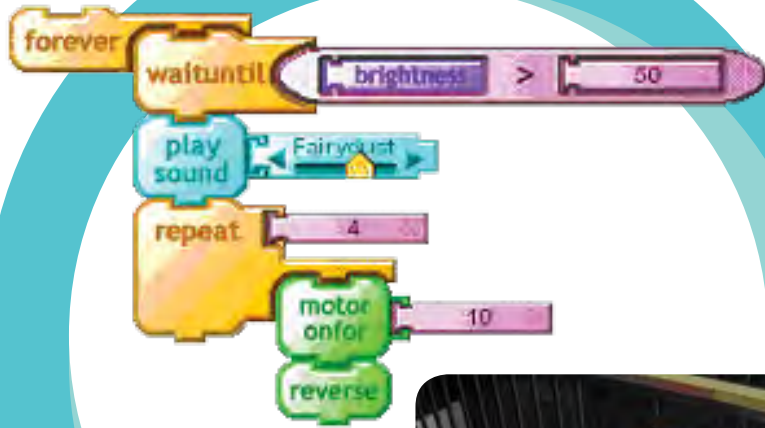 forever
waituntil brightness > 50
play sound Fairydust
repeat 4
motor onfor 10
reverse